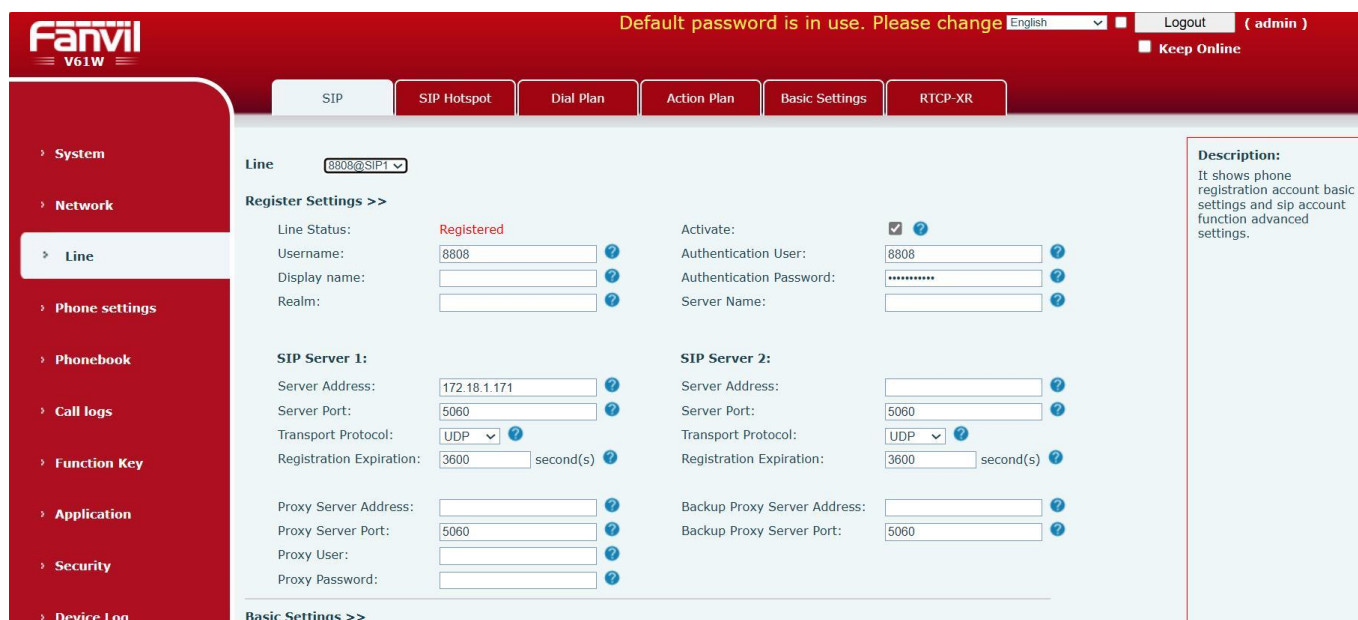 Fanvil
V61W
Default password is in use. Please change English Logout ( admin )
Keep Online
SIP SIP Hotspot Dial Plan Action Plan Basic Settings RTCP-XR
› System
› Network
› Line
› Phone settings
› Phonebook
› Call logs
› Function Key
› Application
› Security
› Device Log
Line 8808@SIP1
Register Settings >>
Line Status: Registered Activate:
Username: 8808 Authentication User: 8808
Display name: Authentication Password: •••••••••••
Realm: Server Name:
SIP Server 1: SIP Server 2:
Server Address: 172.18.1.171 Server Address:
Server Port: 5060 Server Port: 5060
Transport Protocol: UDP Transport Protocol: UDP
Registration Expiration: 3600 second(s) Registration Expiration: 3600 second(s)
Proxy Server Address: Backup Proxy Server Address:
Proxy Server Port: 5060 Backup Proxy Server Port: 5060
Proxy User:
Proxy Password:
Basic Settings >>
Description:
It shows phone
registration account basic
settings and sip account
function advanced
settings.